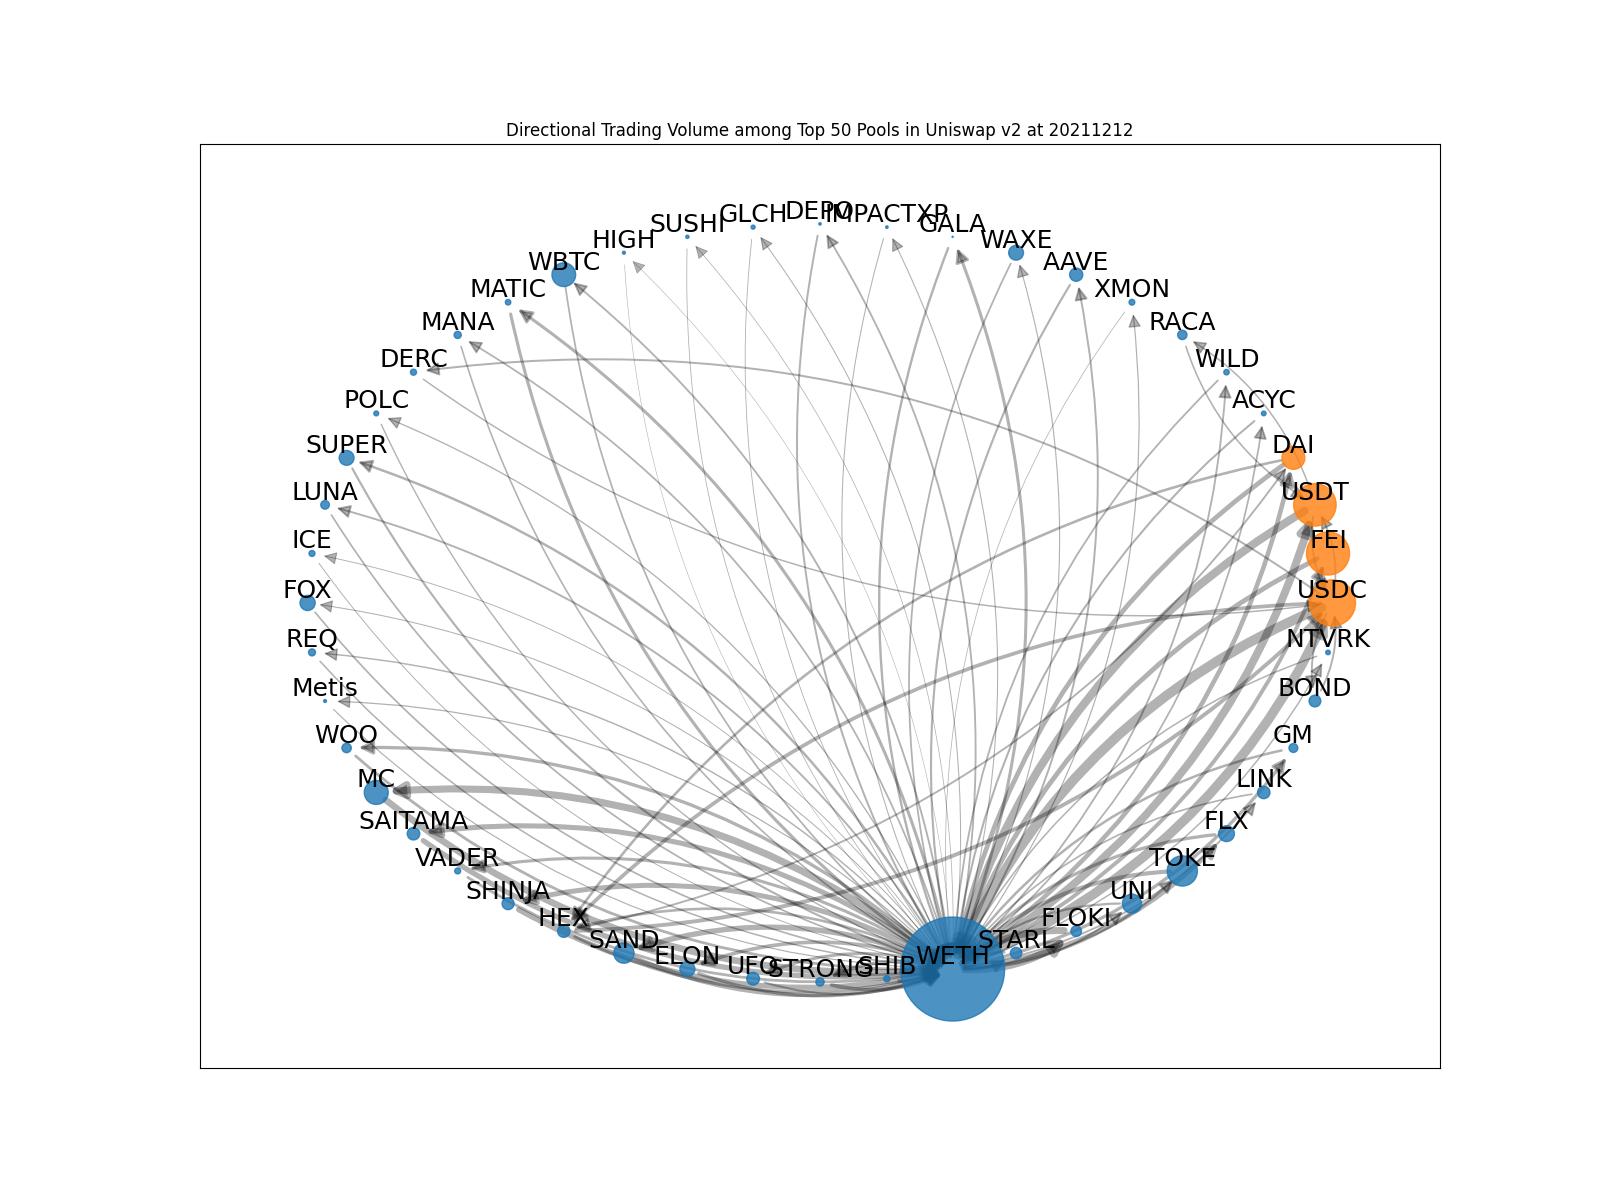 Directional Trading Volume among Top 50 Pools in Uniswap v2 at 20211212
DEPO
GLCH
IMPACTXP
SUSHI
GALA
HIGH
WAXE
WBTC
AAVE
MATIC
XMON
MANA
RACA
DERC
WILD
POLC
ACYC
SUPER
DAI
LUNA
USDT
ICE
FEI
FOX
USDC
REQ
NTVRK
Metis
BOND
WOO
GM
MC
LINK
SAITAMA
FLX
VADER
TOKE
SHINJA
UNI
HEX
FLOKI
SAND
STARL
ELON
WETH
UFO
STRONG
SHIB